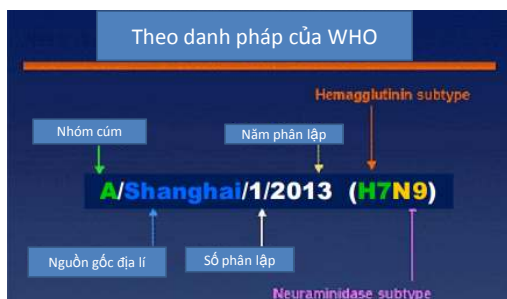 Theo danh pháp của WHO
Hemagglutinin subtype
Nhóm cúm
Năm phân lập
A/Shanghai/1/2013 (H7N9)
Nguồn gốc địa lí
Số phân lập
Neuraminidase subtype